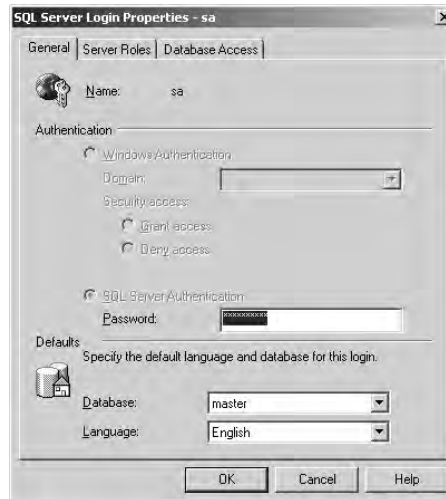 SQL Server Login Properties - sa
General Server Roles Database Access
Name: sa
Authentication
Windows Authentication
Domain:
Security access:
Grant access
Deny access
SQL Server Authentication
Password: xxxxxxxxxx
Defaults
Specify the default language and database for this login.
Database: master
Language: English
OK Cancel Help